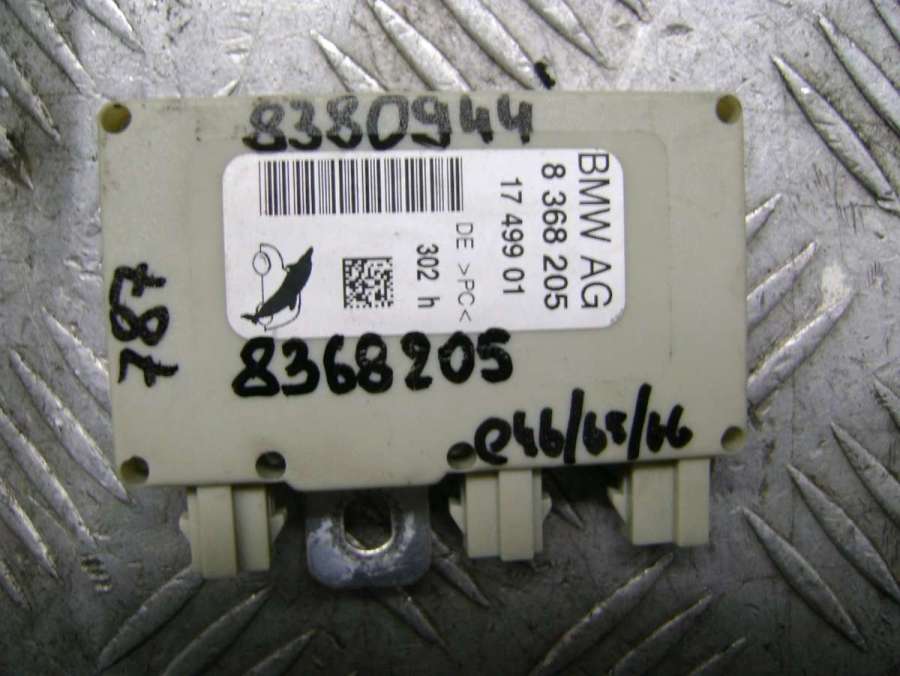 8380944
BMW AG
8 368 205
17 499 01
DE >PC<
302 h
787
8368205
e46/65/66